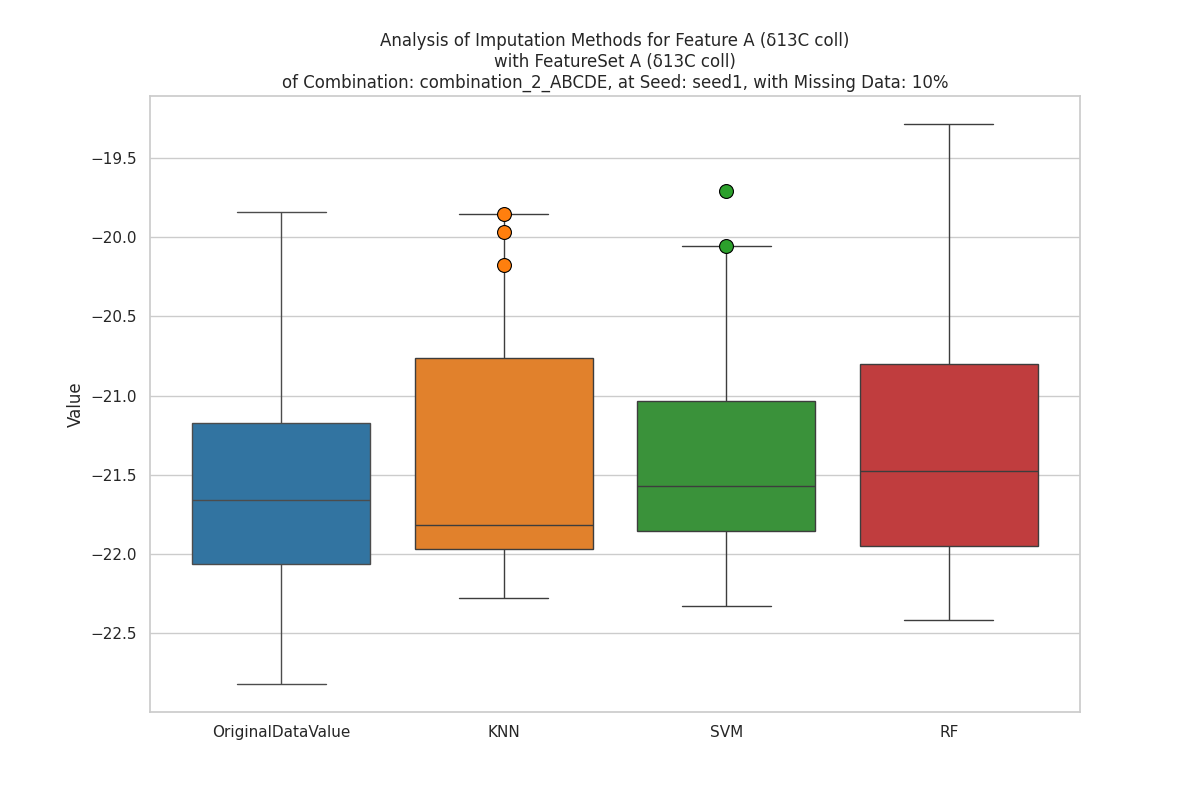 Analysis of Imputation Methods for Feature A (δ13C coll)
with FeatureSet A (δ13C coll)
of Combination: combination_2_ABCDE, at Seed: seed1, with Missing Data: 10%
−19.5
−20.0
−20.5
−21.0
−21.5
−22.0
−22.5
Value
OriginalDataValue
KNN
SVM
RF